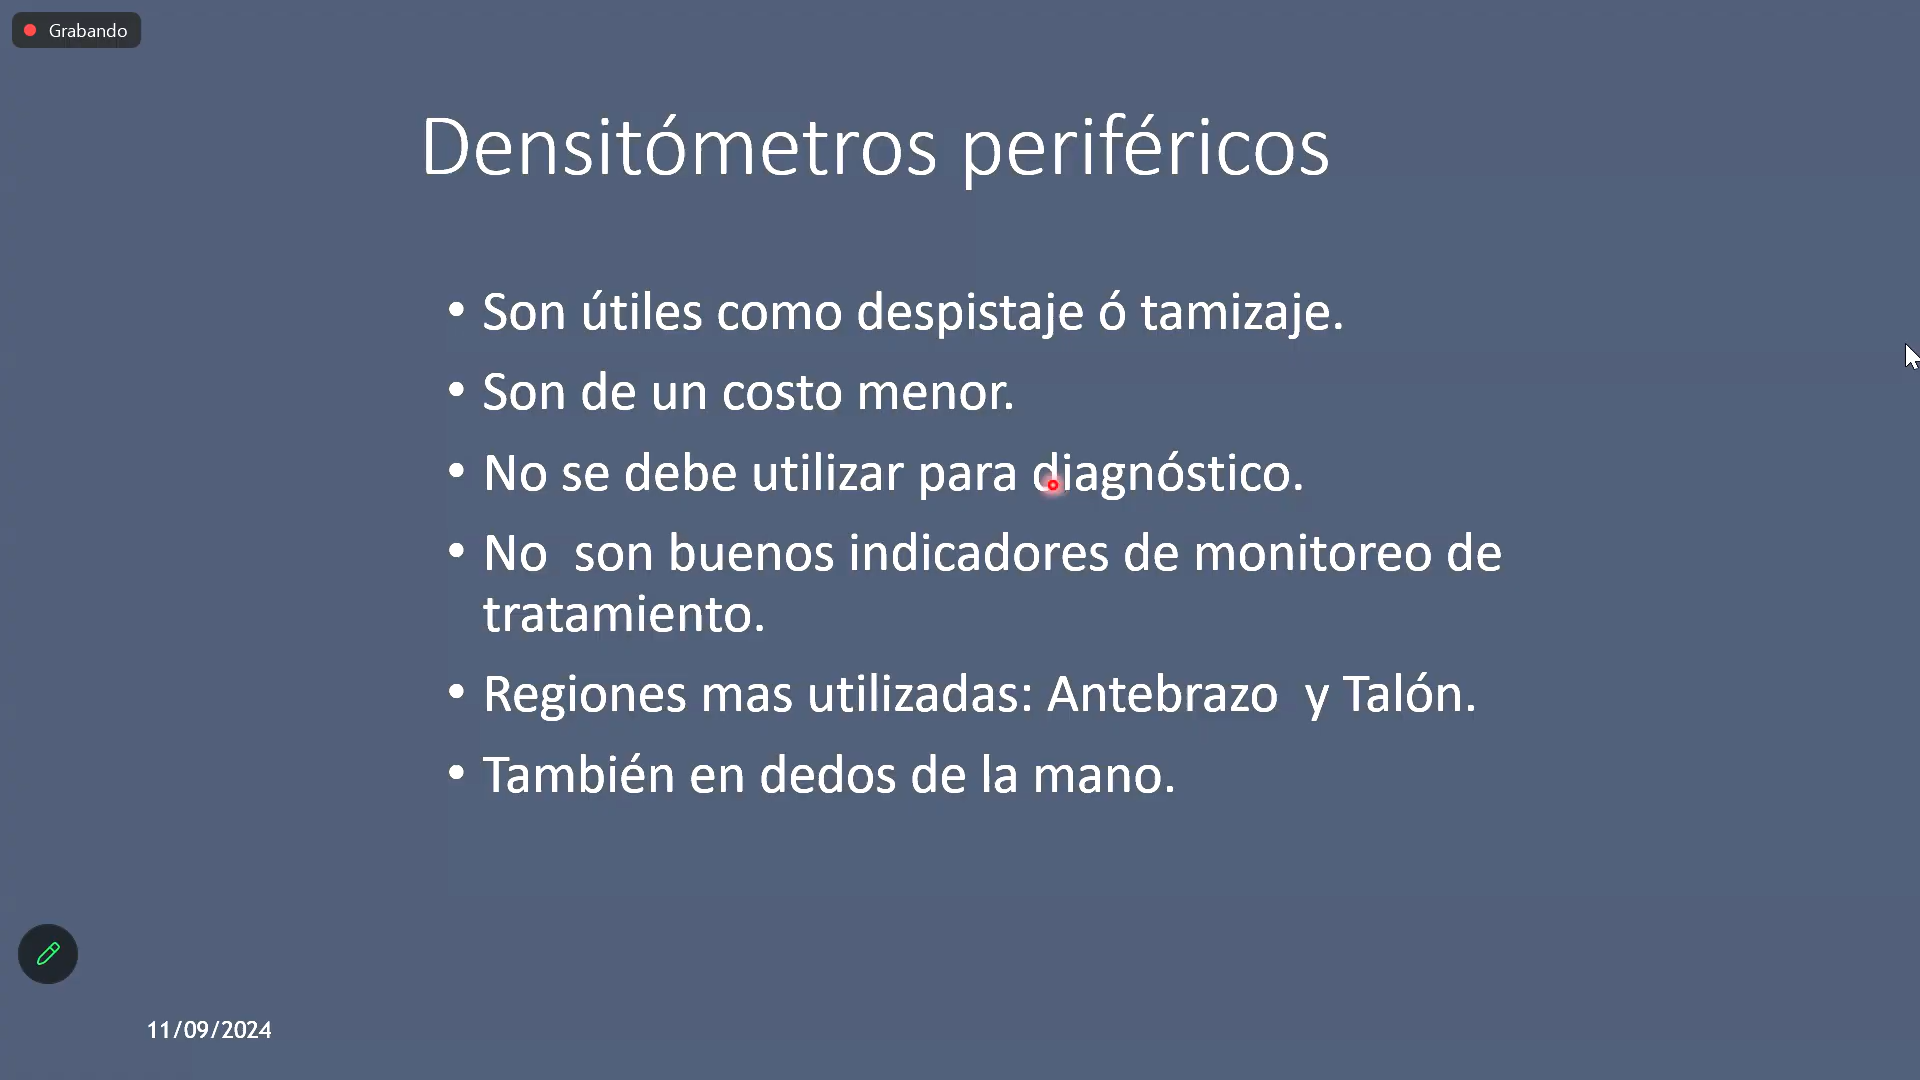 Grabando
Densitómetros periféricos
• Son útiles como despistaje ó tamizaje.
• Son de un costo menor.
• No se debe utilizar para diagnóstico.
• No  son buenos indicadores de monitoreo de
tratamiento.
• Regiones mas utilizadas: Antebrazo  y Talón.
• También en dedos de la mano.
11/09/2024